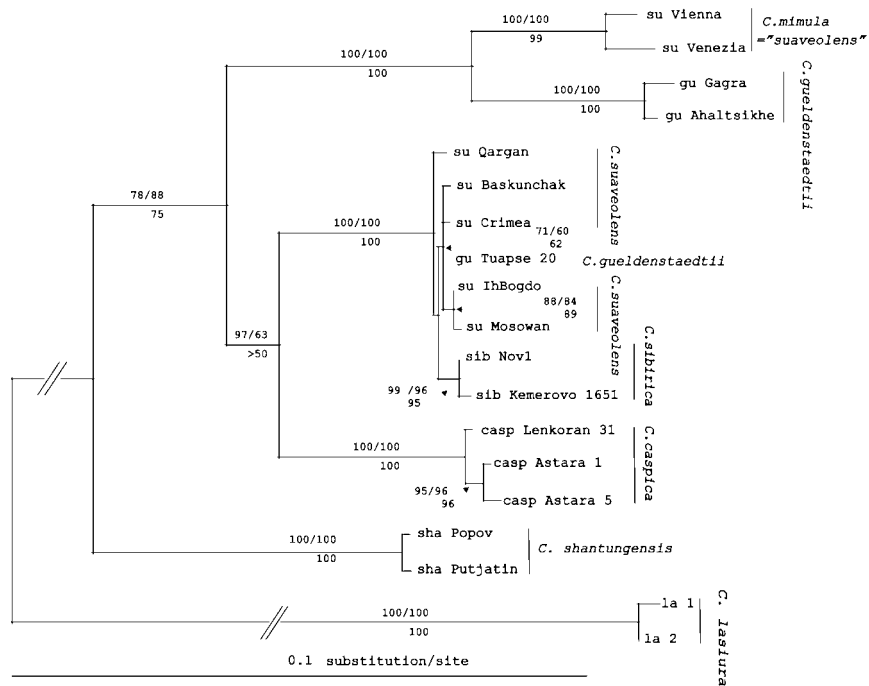 100/100
su Vienna
C.mimula
="suaveolens"
99
su Venezia
100/100
100
100/100
gu Gagra
100
gu Ahaltsikhe
C.gueldenstaedtii
su Qargan
C.suaveolens
su Baskunchak
78/88
75
100/100
100
su Crimea
71/60
62
gu Tuapse 20
C.gueldenstaedtii
su IhBogdo
88/84
89
C.suaveolens
su Mosowan
97/63
>50
sib Nov1
C.sibirica
99 /96
95
sib Kemerovo 1651
casp Lenkoran 31
C.caspica
100/100
100
casp Astara 1
95/96
96
casp Astara 5
sha Popov
100/100
100
C. shantungensis
sha Putjatin
la 1
C. lasiura
100/100
100
la 2
0.1 substitution/site